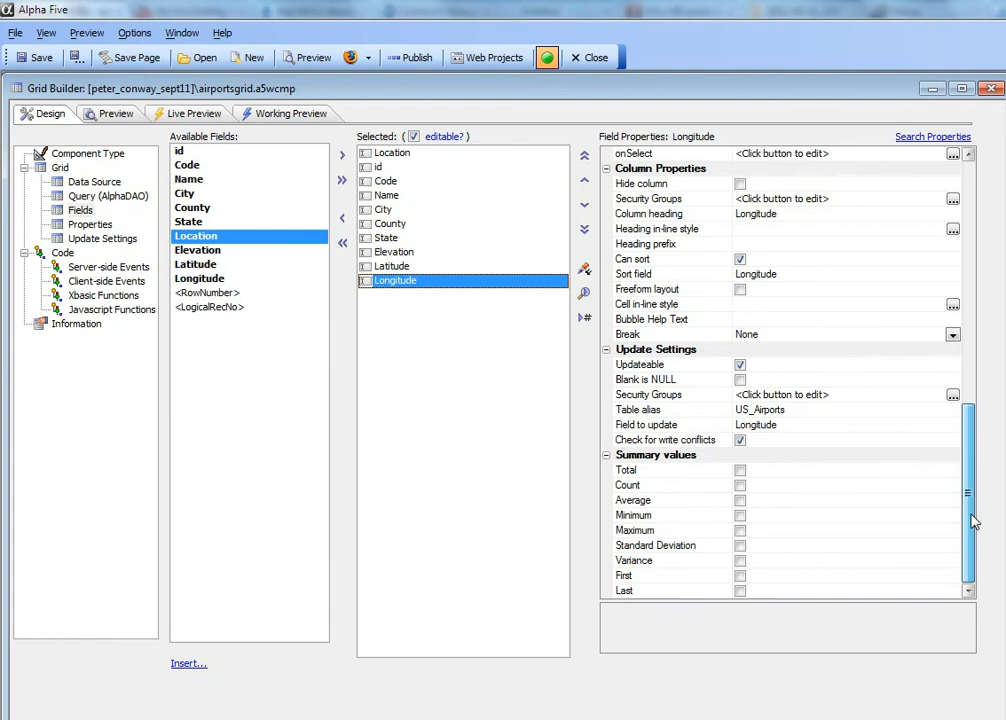 Alpha Five
File View Preview Options Window Help
Save Save Page Open New Preview Publish Web Projects Close
Grid Builder: [peter_conway_sept11]\airportsgrid.a5wcmp
Design Preview Live Preview Working Preview
Component Type
Grid
Data Source
Query (AlphaDAO)
Fields
Properties
Update Settings
Code
Server-side Events
Client-side Events
Xbasic Functions
Javascript Functions
Information
Available Fields:
id
Code
Name
City
County
State
Location
Elevation
Latitude
Longitude
<RowNumber>
<LogicalRecNo>
Insert...
Selected: ( editable? )
Location
id
Code
Name
City
County
State
Elevation
Latitude
Longitude
Field Properties: Longitude Search Properties
onSelect <Click button to edit> ...
Column Properties
Hide column
Security Groups <Click button to edit> ...
Column heading Longitude
Heading in-line style ...
Heading prefix
Can sort
Sort field Longitude
Freeform layout
Cell in-line style ...
Bubble Help Text
Break None
Update Settings
Updateable
Blank is NULL
Security Groups <Click button to edit> ...
Table alias US_Airports
Field to update Longitude
Check for write conflicts
Summary values
Total
Count
Average
Minimum
Maximum
Standard Deviation
Variance
First
Last